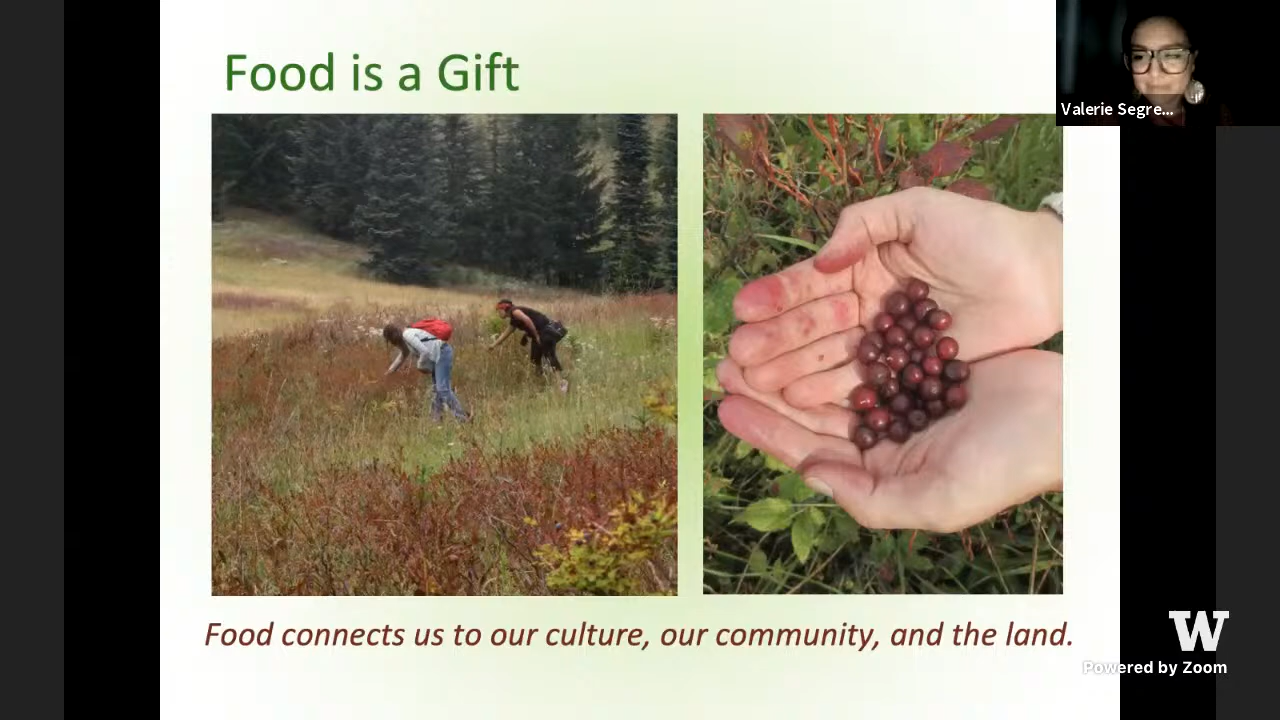 Food is a Gift
Valerie Segre...
Food connects us to our culture, our community, and the land.
W
Powered by Zoom